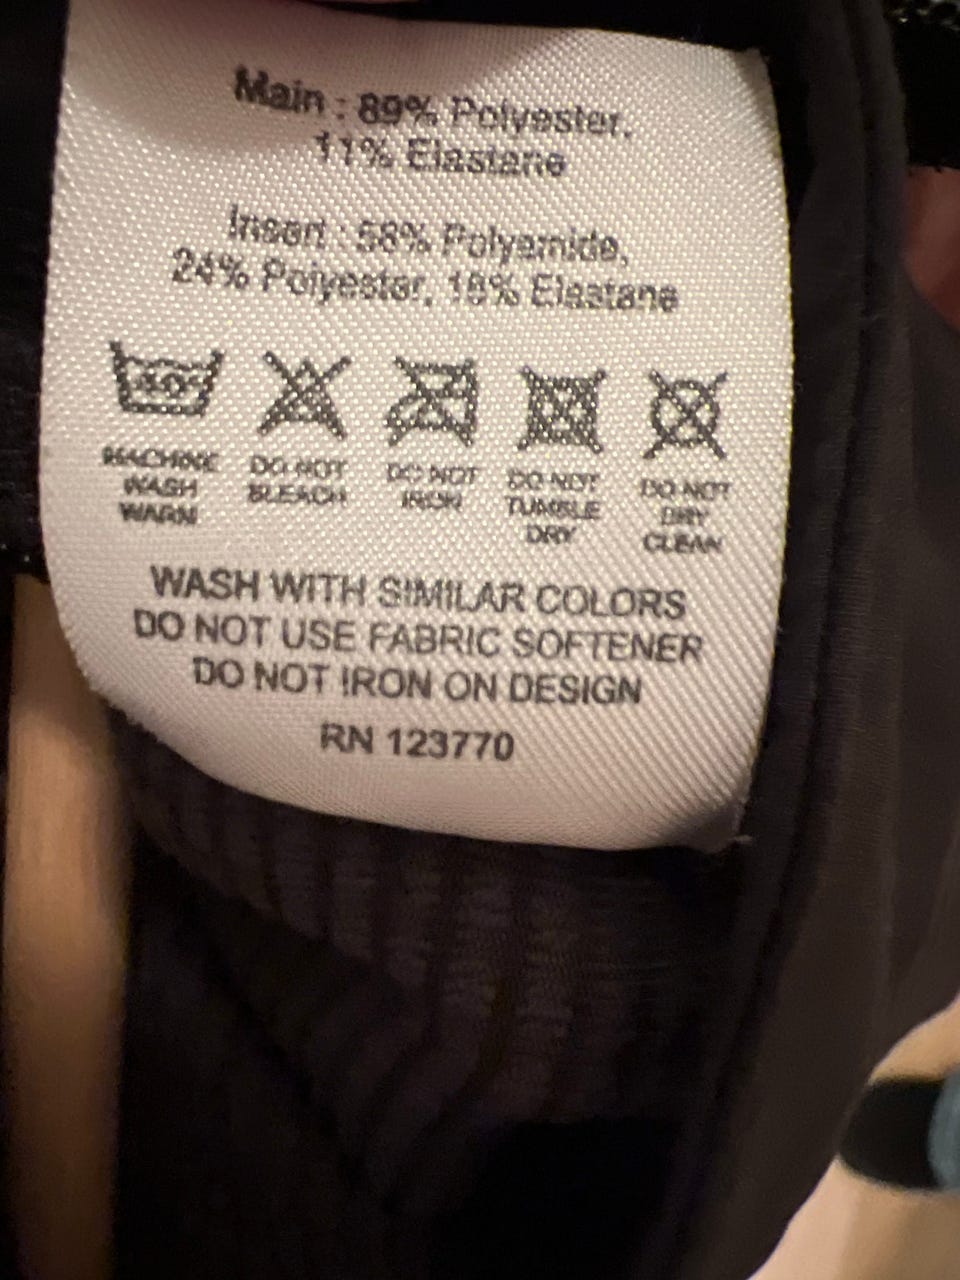 Main : 89% Polyester,
11% Elastane
Insert : 58% Polyamide,
24% Polyester, 18% Elastane
40°
MACHINE WASH WARM
DO NOT BLEACH
DO NOT IRON
DO NOT TUMBLE DRY
DO NOT DRY CLEAN
WASH WITH SIMILAR COLORS
DO NOT USE FABRIC SOFTENER
DO NOT IRON ON DESIGN
RN 123770